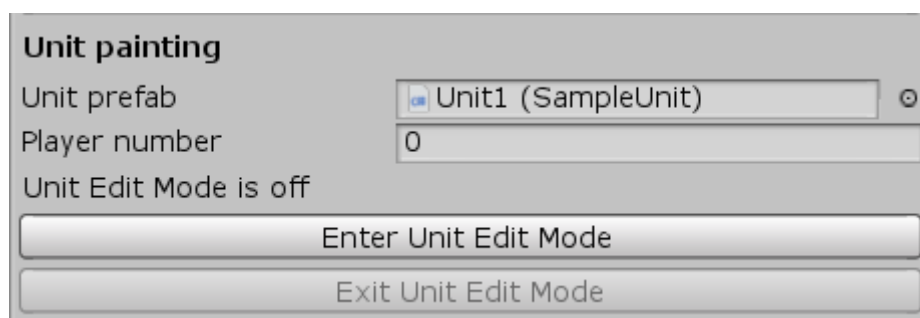 Unit painting
Unit prefab Unit1 (SampleUnit)
Player number 0
Unit Edit Mode is off
Enter Unit Edit Mode
Exit Unit Edit Mode